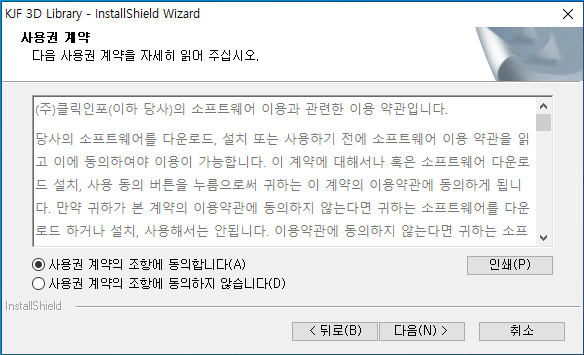 KJF 3D Library - InstallShield Wizard
사용권 계약
다음 사용권 계약을 자세히 읽어 주십시오.
(주)클릭인포(이하 당사)의 소프트웨어 이용과 관련한 이용 약관입니다.
당사의 소프트웨어를 다운로드, 설치 또는 사용하기 전에 소프트웨어 이용 약관을 읽
고 이에 동의하여야 이용이 가능합니다. 이 계약에 대해서나 혹은 소프트웨어 다운로
드 설치, 사용 동의 버튼을 누름으로써 귀하는 이 계약의 이용약관에 동의하게 됩니
다. 만약 귀하가 본 계약의 이용약관에 동의하지 않는다면 귀하는 소프트웨어를 다운
로드 하거나 설치, 사용해서는 안됩니다. 이용약관에 동의하지 않는다면 귀하는 소프
사용권 계약의 조항에 동의합니다(A)
인쇄(P)
사용권 계약의 조항에 동의하지 않습니다(D)
InstallShield
< 뒤로(B)
다음(N) >
취소